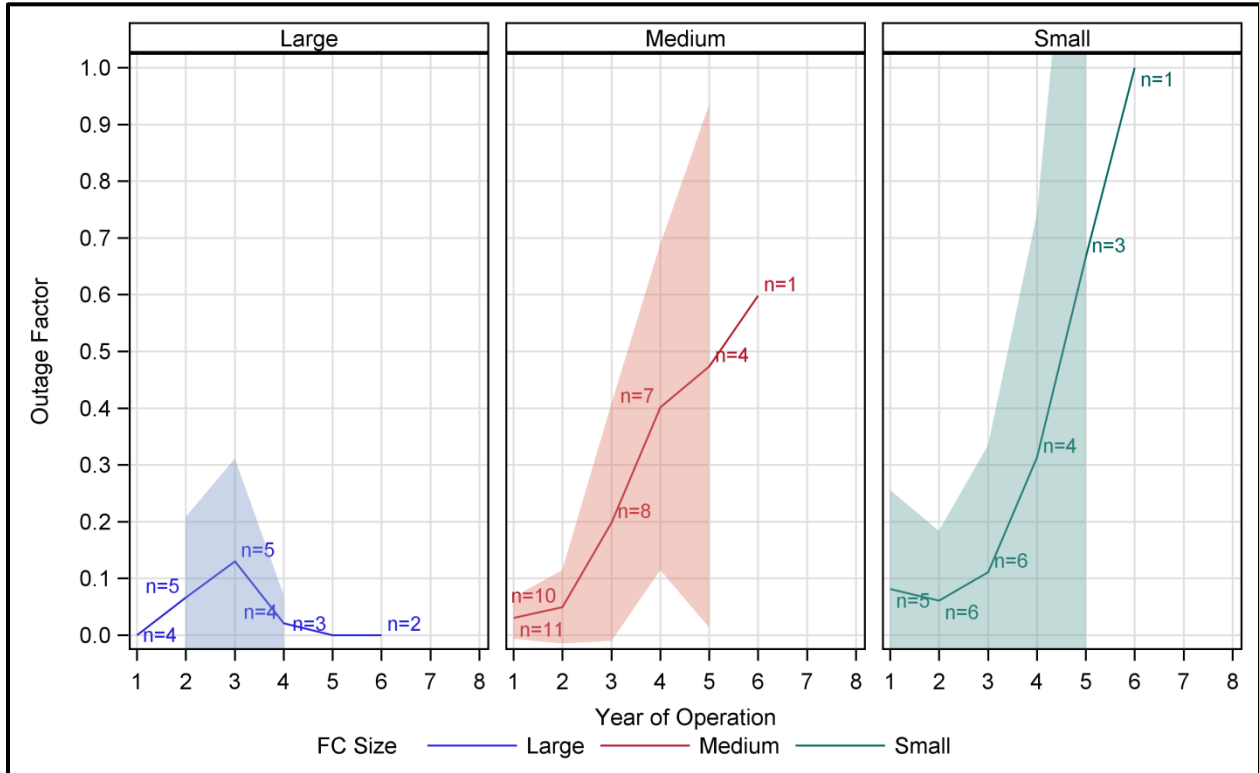 Large Medium Small
Outage Factor
1.0
0.9
0.8
0.7
0.6
0.5
0.4
0.3
0.2
0.1
0.0
n=4
n=5
n=5
n=4
n=3
n=2
n=11
n=10
n=8
n=7
n=4
n=1
n=5
n=6
n=6
n=4
n=3
n=1
1 2 3 4 5 6 7 8 1 2 3 4 5 6 7 8 1 2 3 4 5 6 7 8
Year of Operation
FC Size Large Medium Small